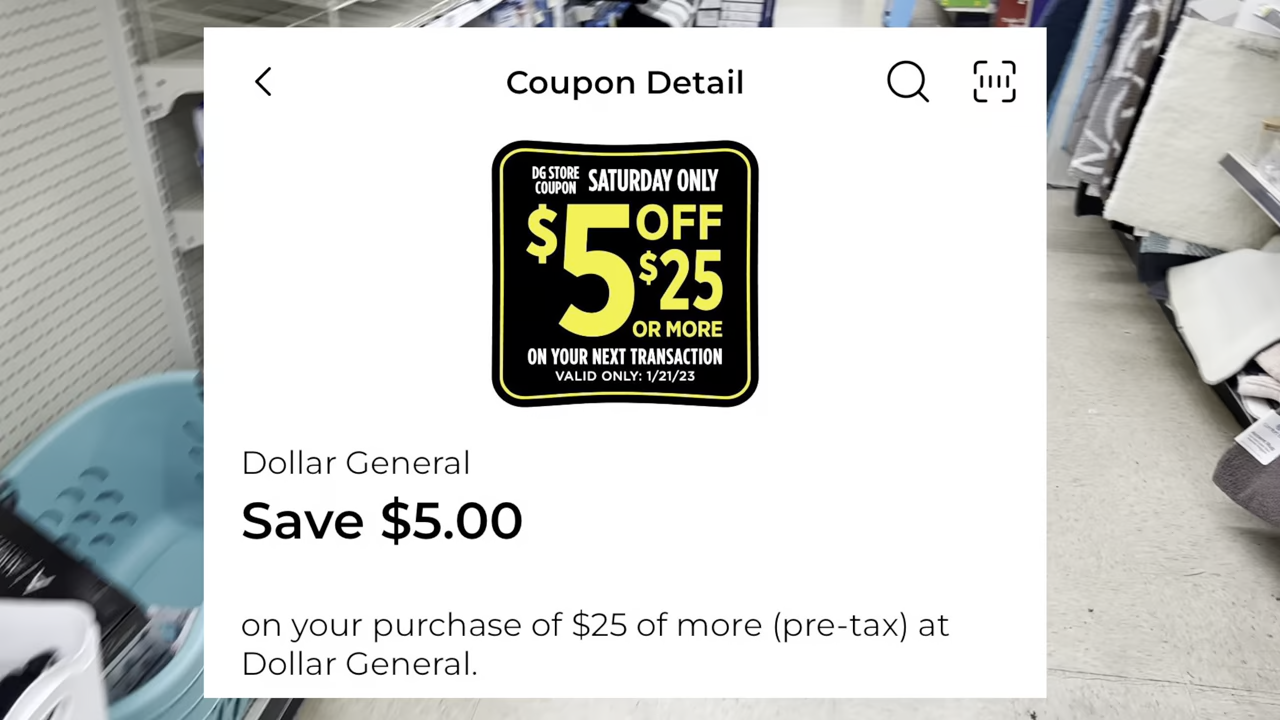 Coupon Detail
DG STORE
COUPON
SATURDAY ONLY
$5 OFF
$25
OR MORE
ON YOUR NEXT TRANSACTION
VALID ONLY: 1/21/23
Dollar General
Save $5.00
on your purchase of $25 of more (pre-tax) at
Dollar General.